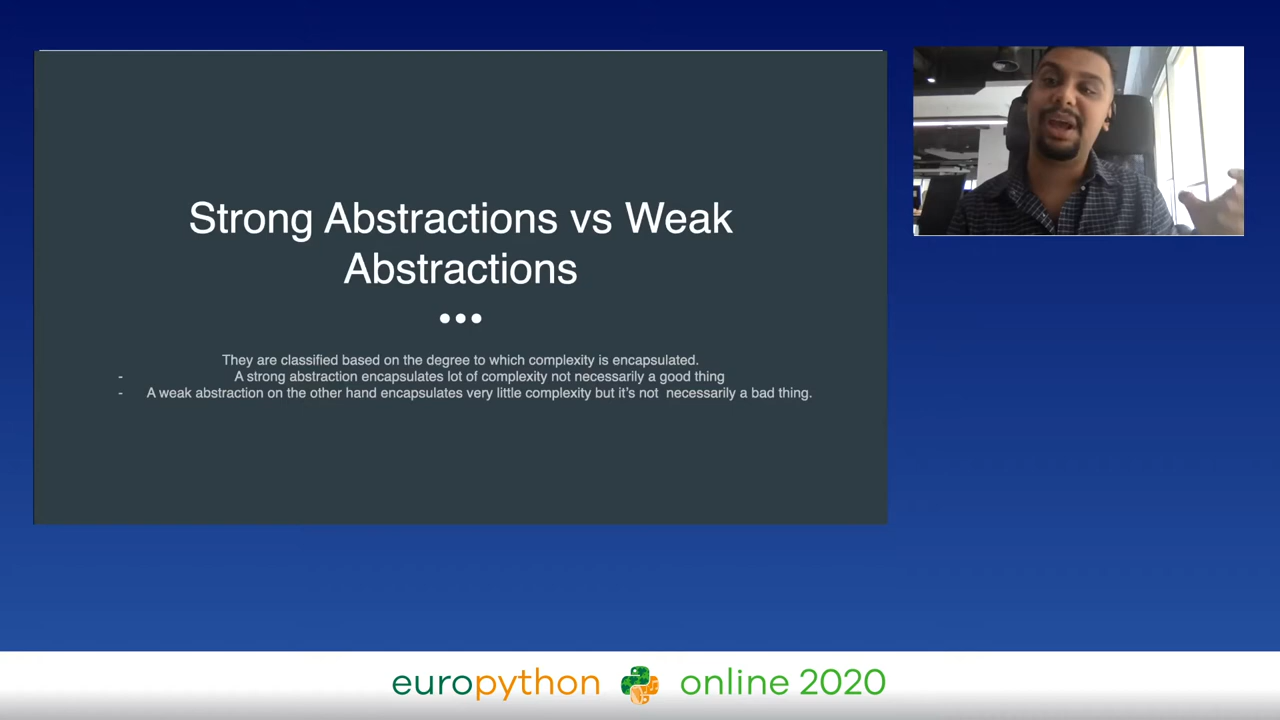 Strong Abstractions vs Weak
Abstractions
They are classified based on the degree to which complexity is encapsulated.
- A strong abstraction encapsulates lot of complexity not necessarily a good thing
- A weak abstraction on the other hand encapsulates very little complexity but it's not  necessarily a bad thing.
europython online 2020